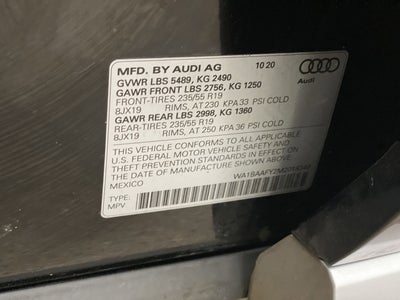 MFD. BY AUDI AG 10 20
GVWR LBS 5489, KG 2490
GAWR FRONT LBS 2756, KG 1250
FRONT-TIRES 235/55 R19
8JX19 RIMS, AT 230 KPA 33 PSI COLD
GAWR REAR LBS 2998, KG 1360
REAR-TIRES 235/55 R19
8JX19 RIMS, AT 250 KPA 36 PSI COLD
Audi
THIS VEHICLE CONFORMS TO ALL APPLICABLE
U.S. FEDERAL MOTOR VEHICLE SAFETY AND
THEFT PREVENTION STANDARDS IN EFFECT ON
THE DATE OF MANUFACTURE SHOWN ABOVE.
MEXICO
TYPE:
MPV